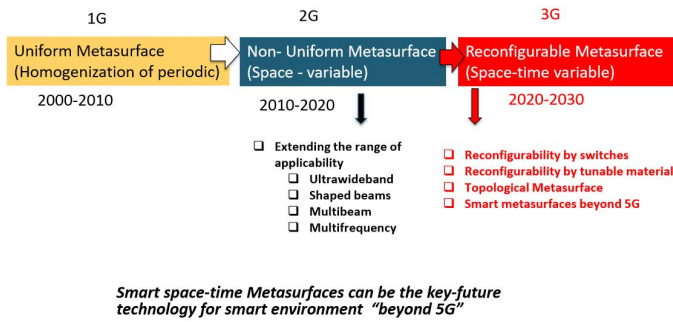 1G
2G
3G
Uniform Metasurface
(Homogenization of periodic)
Non- Uniform Metasurface
(Space - variable)
Reconfigurable Metasurface
(Space-time variable)
2000-2010
2010-2020
2020-2030
❑ Extending the range of
applicability
❑ Ultrawideband
❑ Shaped beams
❑ Multibeam
❑ Multifrequency
❑ Reconfigurability by switches
❑ Reconfigurability by tunable material
❑ Topological Metasurface
❑ Smart metasurfaces beyond 5G
Smart space-time Metasurfaces can be the key-future
technology for smart environment “beyond 5G”